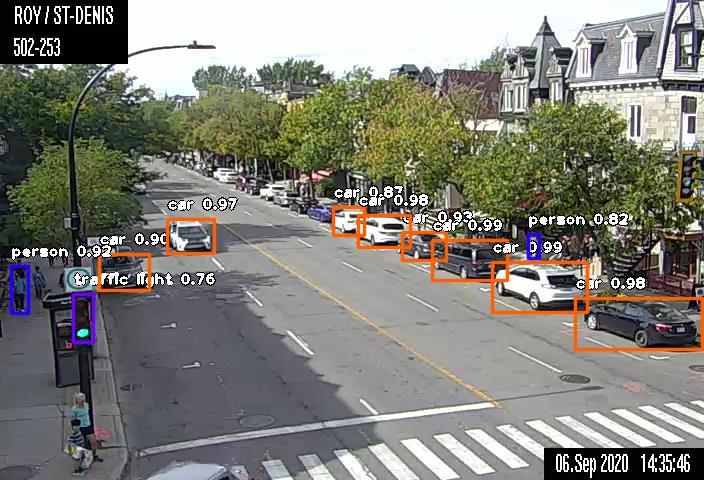 ROY / ST-DENIS
502-253
car 0.87
car 0.98
car 0.97
car 0.93
person 0.82
car 0.99
car 0.90
car 0.99
person 0.92
traffic light 0.76
car 0.98
06.Sep 2020 14:35:46